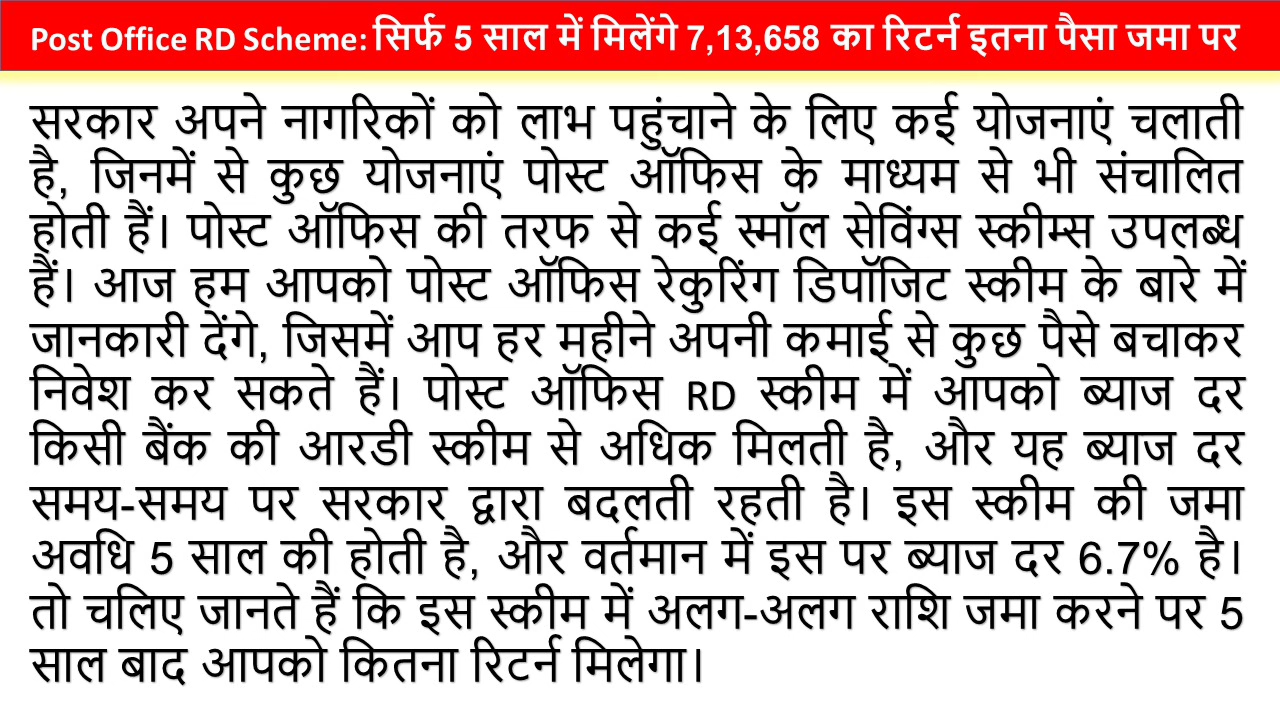 Post Office RD Scheme: सिर्फ 5 साल में मिलेंगे 7,13,658 का रिटर्न इतना पैसा जमा पर
सरकार अपने नागरिकों को लाभ पहुंचाने के लिए कई योजनाएं चलाती
है, जिनमें से कुछ योजनाएं पोस्ट ऑफिस के माध्यम से भी संचालित
होती हैं। पोस्ट ऑफिस की तरफ से कई स्मॉल सेविंग्स स्कीम्स उपलब्ध
हैं। आज हम आपको पोस्ट ऑफिस रेकुरिंग डिपॉजिट स्कीम के बारे में
जानकारी देंगे, जिसमें आप हर महीने अपनी कमाई से कुछ पैसे बचाकर
निवेश कर सकते हैं। पोस्ट ऑफिस RD स्कीम में आपको ब्याज दर
किसी बैंक की आरडी स्कीम से अधिक मिलती है, और यह ब्याज दर
समय-समय पर सरकार द्वारा बदलती रहती है। इस स्कीम की जमा
अवधि 5 साल की होती है, और वर्तमान में इस पर ब्याज दर 6.7% है।
तो चलिए जानते हैं कि इस स्कीम में अलग-अलग राशि जमा करने पर 5
साल बाद आपको कितना रिटर्न मिलेगा।